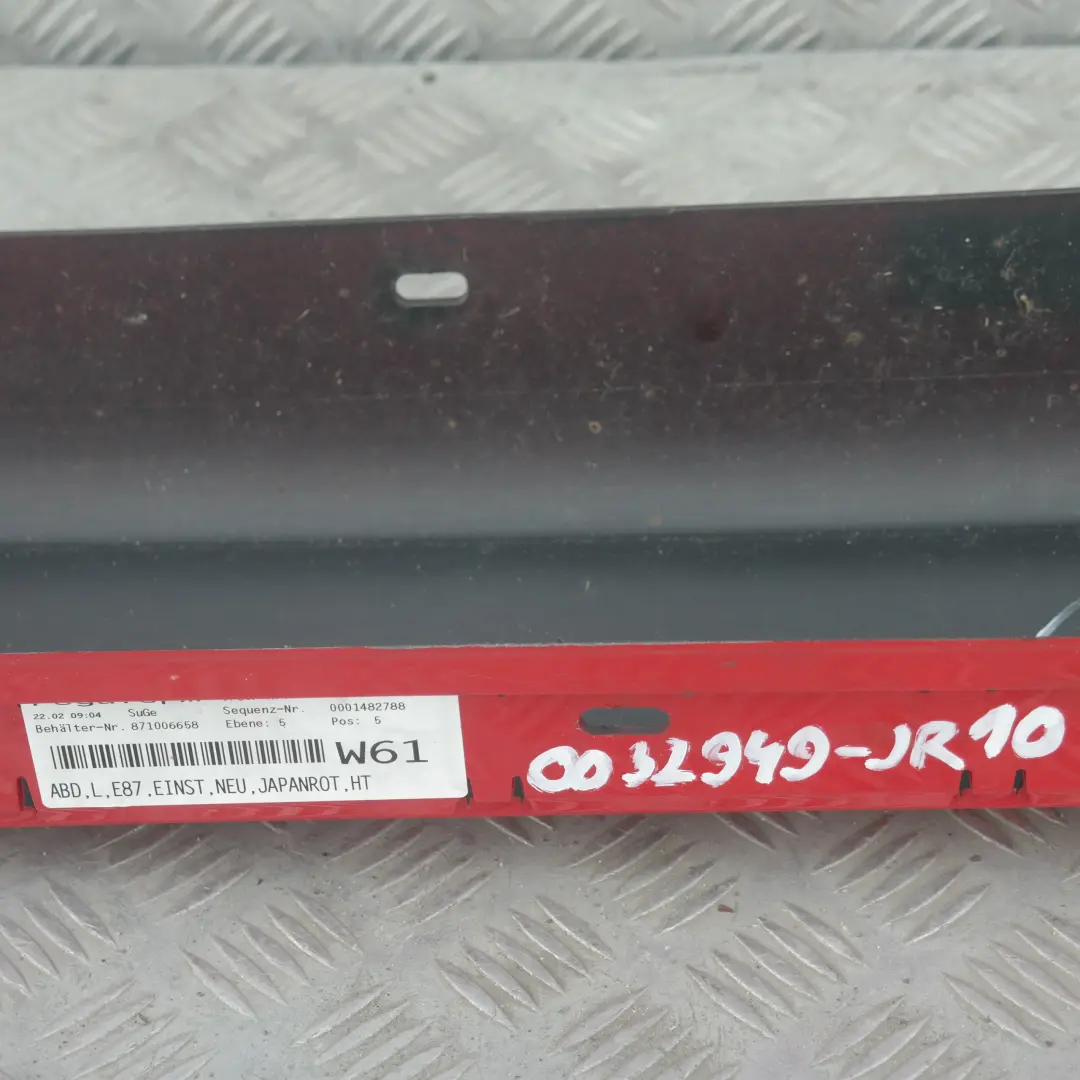 22.02 09:04 SuGe Sequenz-Nr. 0001482788
Behälter-Nr. 871006658 Ebene: 5 Pos: 5
W61
ABD,L,E87,EINST,NEU,JAPANROT,HT
0032949-JR10